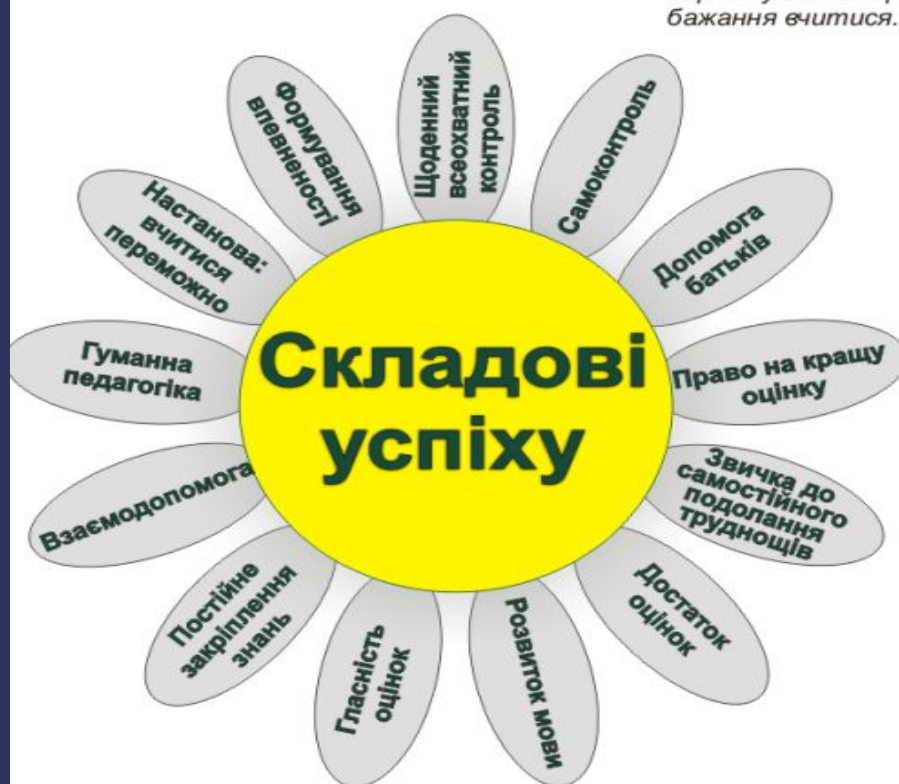 бажання вчитися.
Щоденний
всеохватний
контроль
Самоконтроль
Допомога
батьків
Право на кращу
оцінку
Звичка до
самостійного
подолання
труднощів
Достаток
оцінок
Розвиток мови
Гласність
оцінок
Постійне
закріплення
знань
Взаємодопомога
Гуманна
педагогіка
Настанова:
вчитися
переможно
Формування
впевненості
Складові
успіху